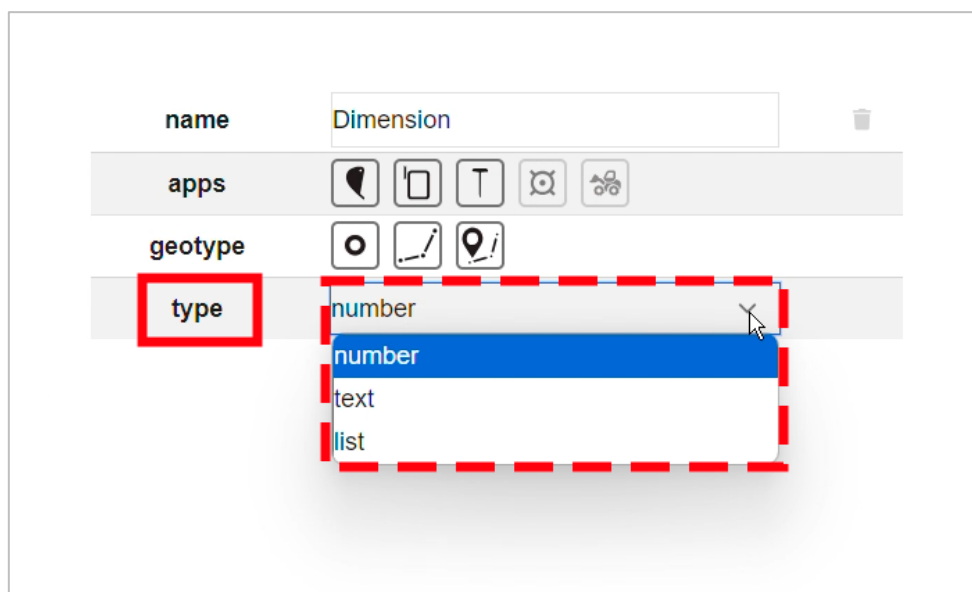 name Dimension
apps
geotype
type number
number
text
list